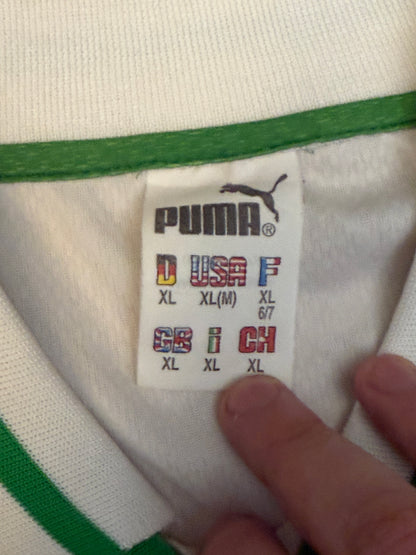 PUMA®
D USA F
XL XL(M) XL
6/7
GB i CH
XL XL XL